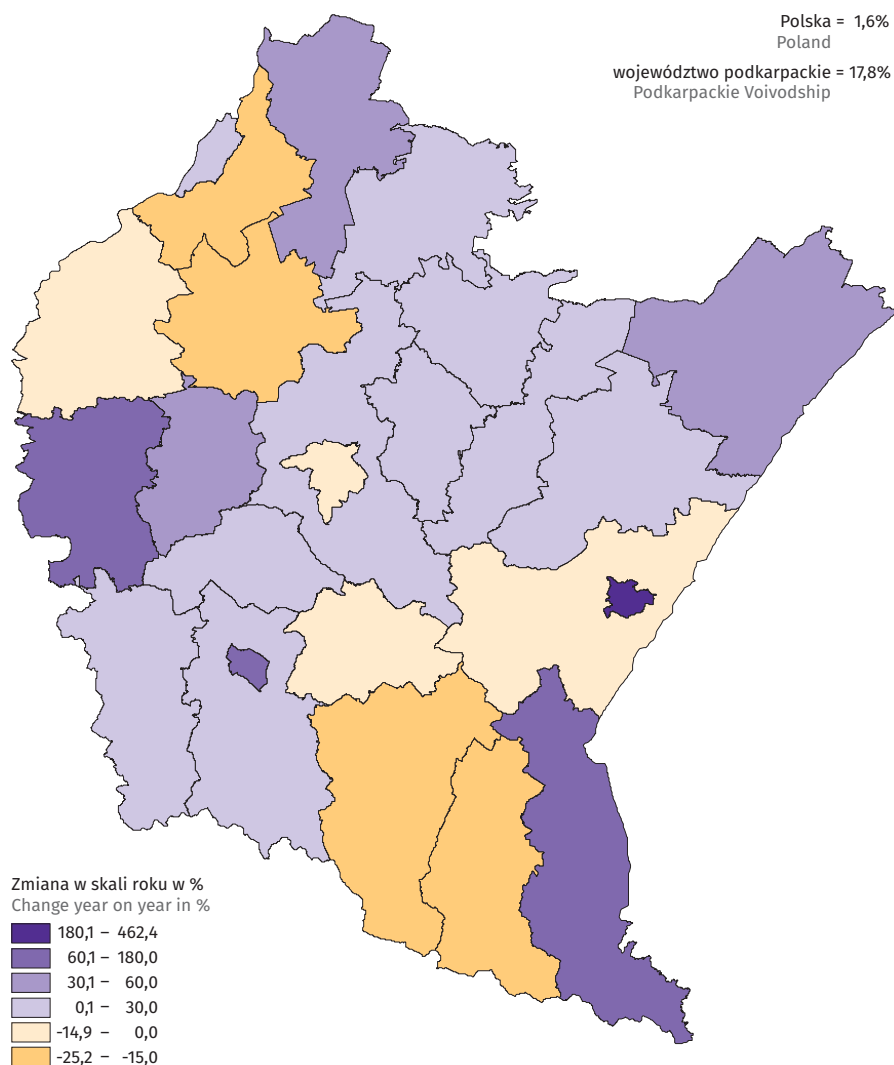 Polska = 1,6%
Poland
województwo podkarpackie = 17,8%
Podkarpackie Voivodship
Zmiana w skali roku w %
Change year on year in %
180,1 – 462,4
60,1 – 180,0
30,1 – 60,0
0,1 – 30,0
-14,9 – 0,0
-25,2 – -15,0